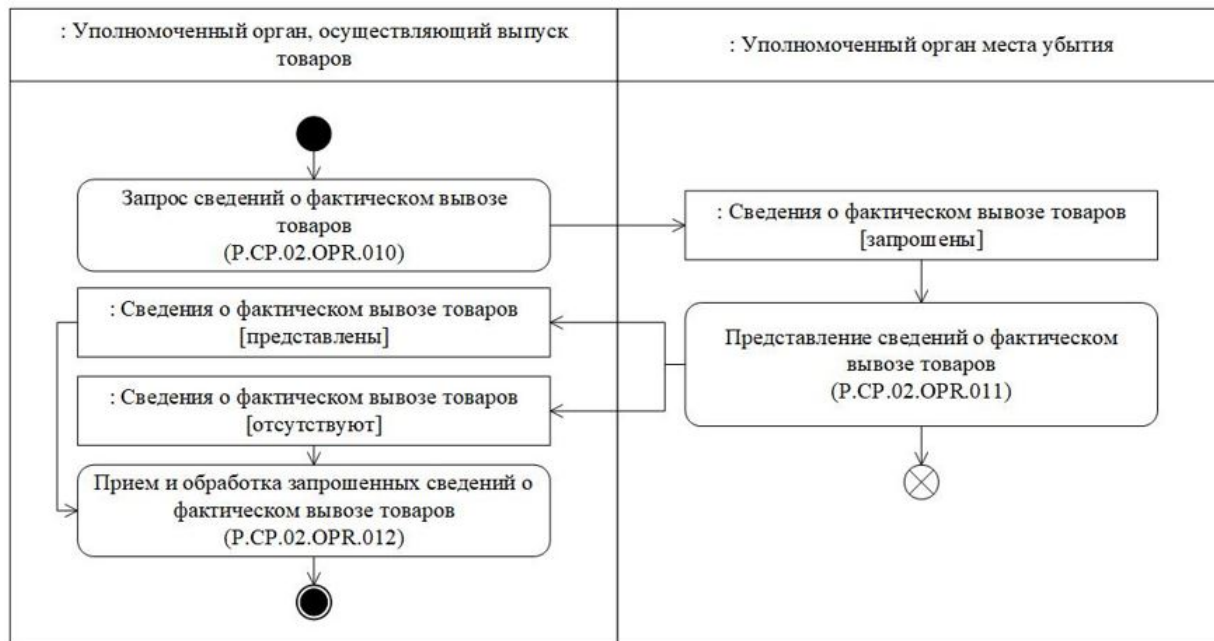 : Уполномоченный орган, осуществляющий выпуск
товаров
: Уполномоченный орган места убытия
Запрос сведений о фактическом вывозе
товаров
(P.CP.02.OPR.010)
: Сведения о фактическом вывозе товаров
[запрошены]
: Сведения о фактическом вывозе товаров
[представлены]
Представление сведений о фактическом
вывозе товаров
(P.CP.02.OPR.011)
: Сведения о фактическом вывозе товаров
[отсутствуют]
Прием и обработка запрошенных сведений о
фактическом вывозе товаров
(P.CP.02.OPR.012)